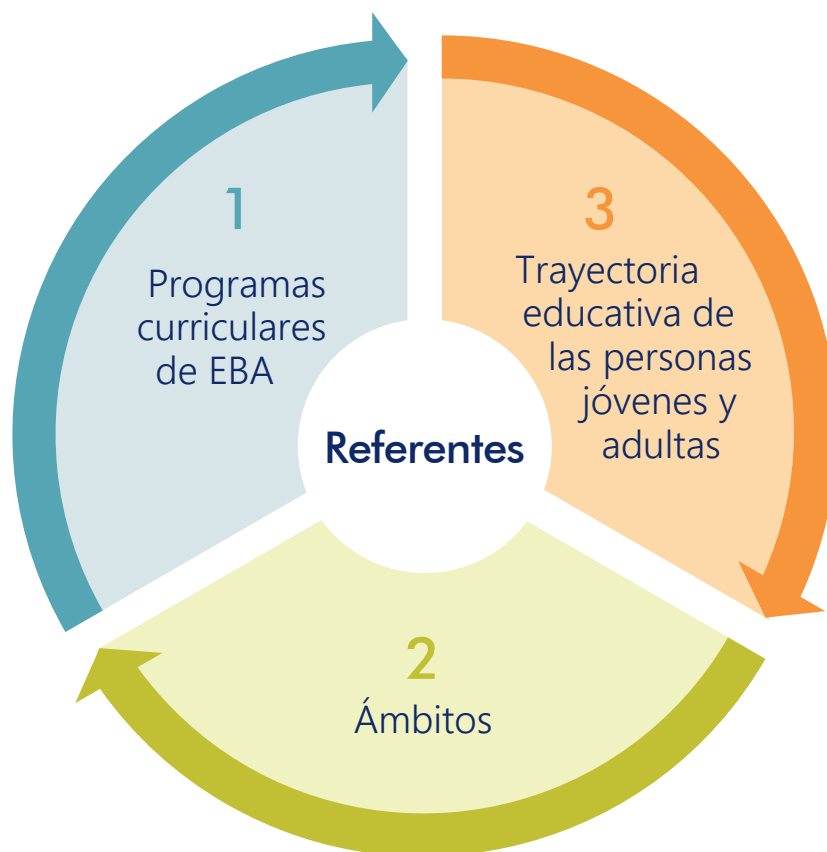 1
Programas
curriculares
de EBA
3
Trayectoria
educativa de
las personas
jóvenes y
adultas
Referentes
2
Ámbitos